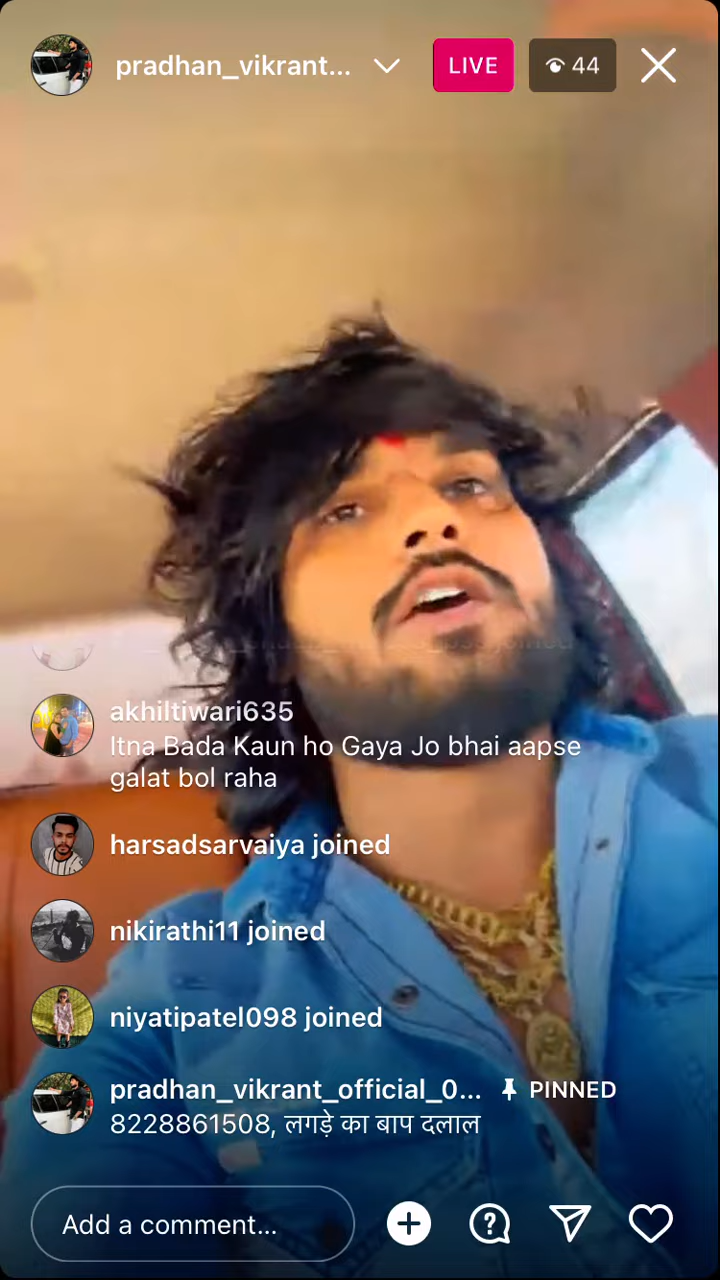 pradhan_vikrant...
LIVE
44
akhiltiwari635
Itna Bada Kaun ho Gaya Jo bhai aapse
galat bol raha
harsadsarvaiya joined
nikirathi11 joined
niyatipatel098 joined
pradhan_vikrant_official_0... PINNED
8228861508, लगड़े का बाप दलाल
Add a comment...